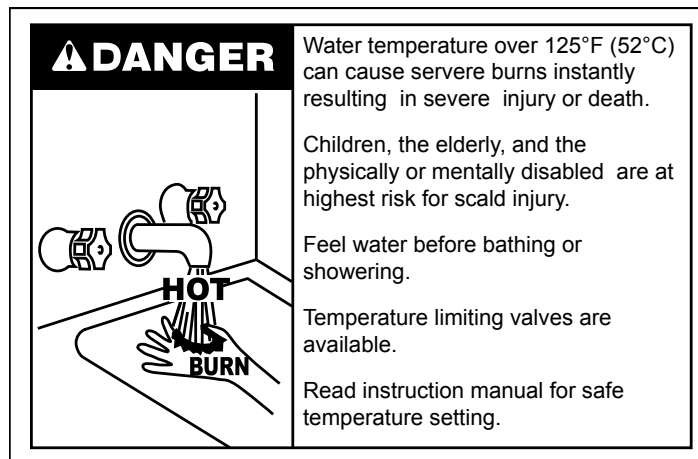 DANGER
HOT
BURN
Water temperature over 125°F (52°C)
can cause servere burns instantly
resulting in severe injury or death.
Children, the elderly, and the
physically or mentally disabled are at
highest risk for scald injury.
Feel water before bathing or
showering.
Temperature limiting valves are
available.
Read instruction manual for safe
temperature setting.